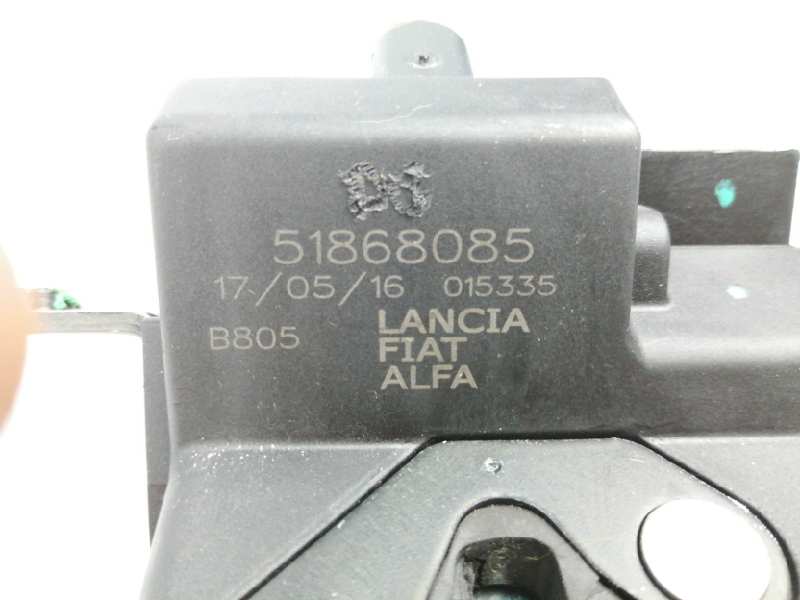 51868085
17/05/16 015335
B805
LANCIA
FIAT
ALFA